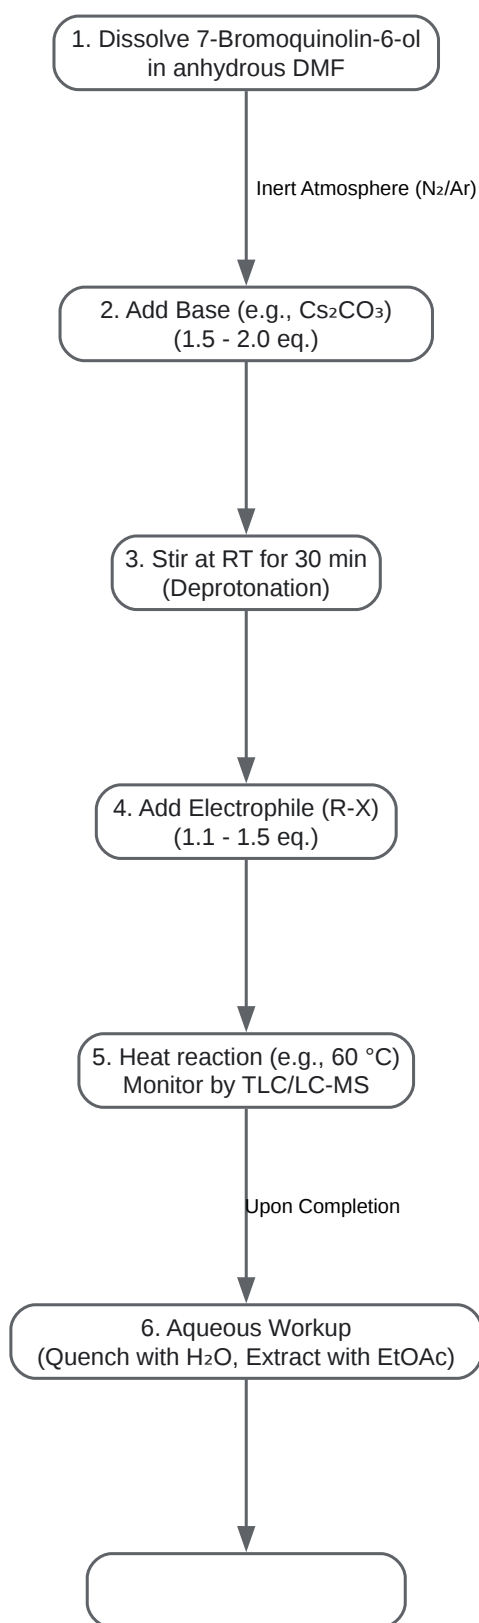 1. Dissolve 7-Bromoquinolin-6-ol
in anhydrous DMF
Inert Atmosphere (N₂/Ar)
2. Add Base (e.g., Cs₂CO₃)
(1.5 - 2.0 eq.)
3. Stir at RT for 30 min
(Deprotonation)
4. Add Electrophile (R-X)
(1.1 - 1.5 eq.)
5. Heat reaction (e.g., 60 °C)
Monitor by TLC/LC-MS
Upon Completion
6. Aqueous Workup
(Quench with H₂O, Extract with EtOAc)